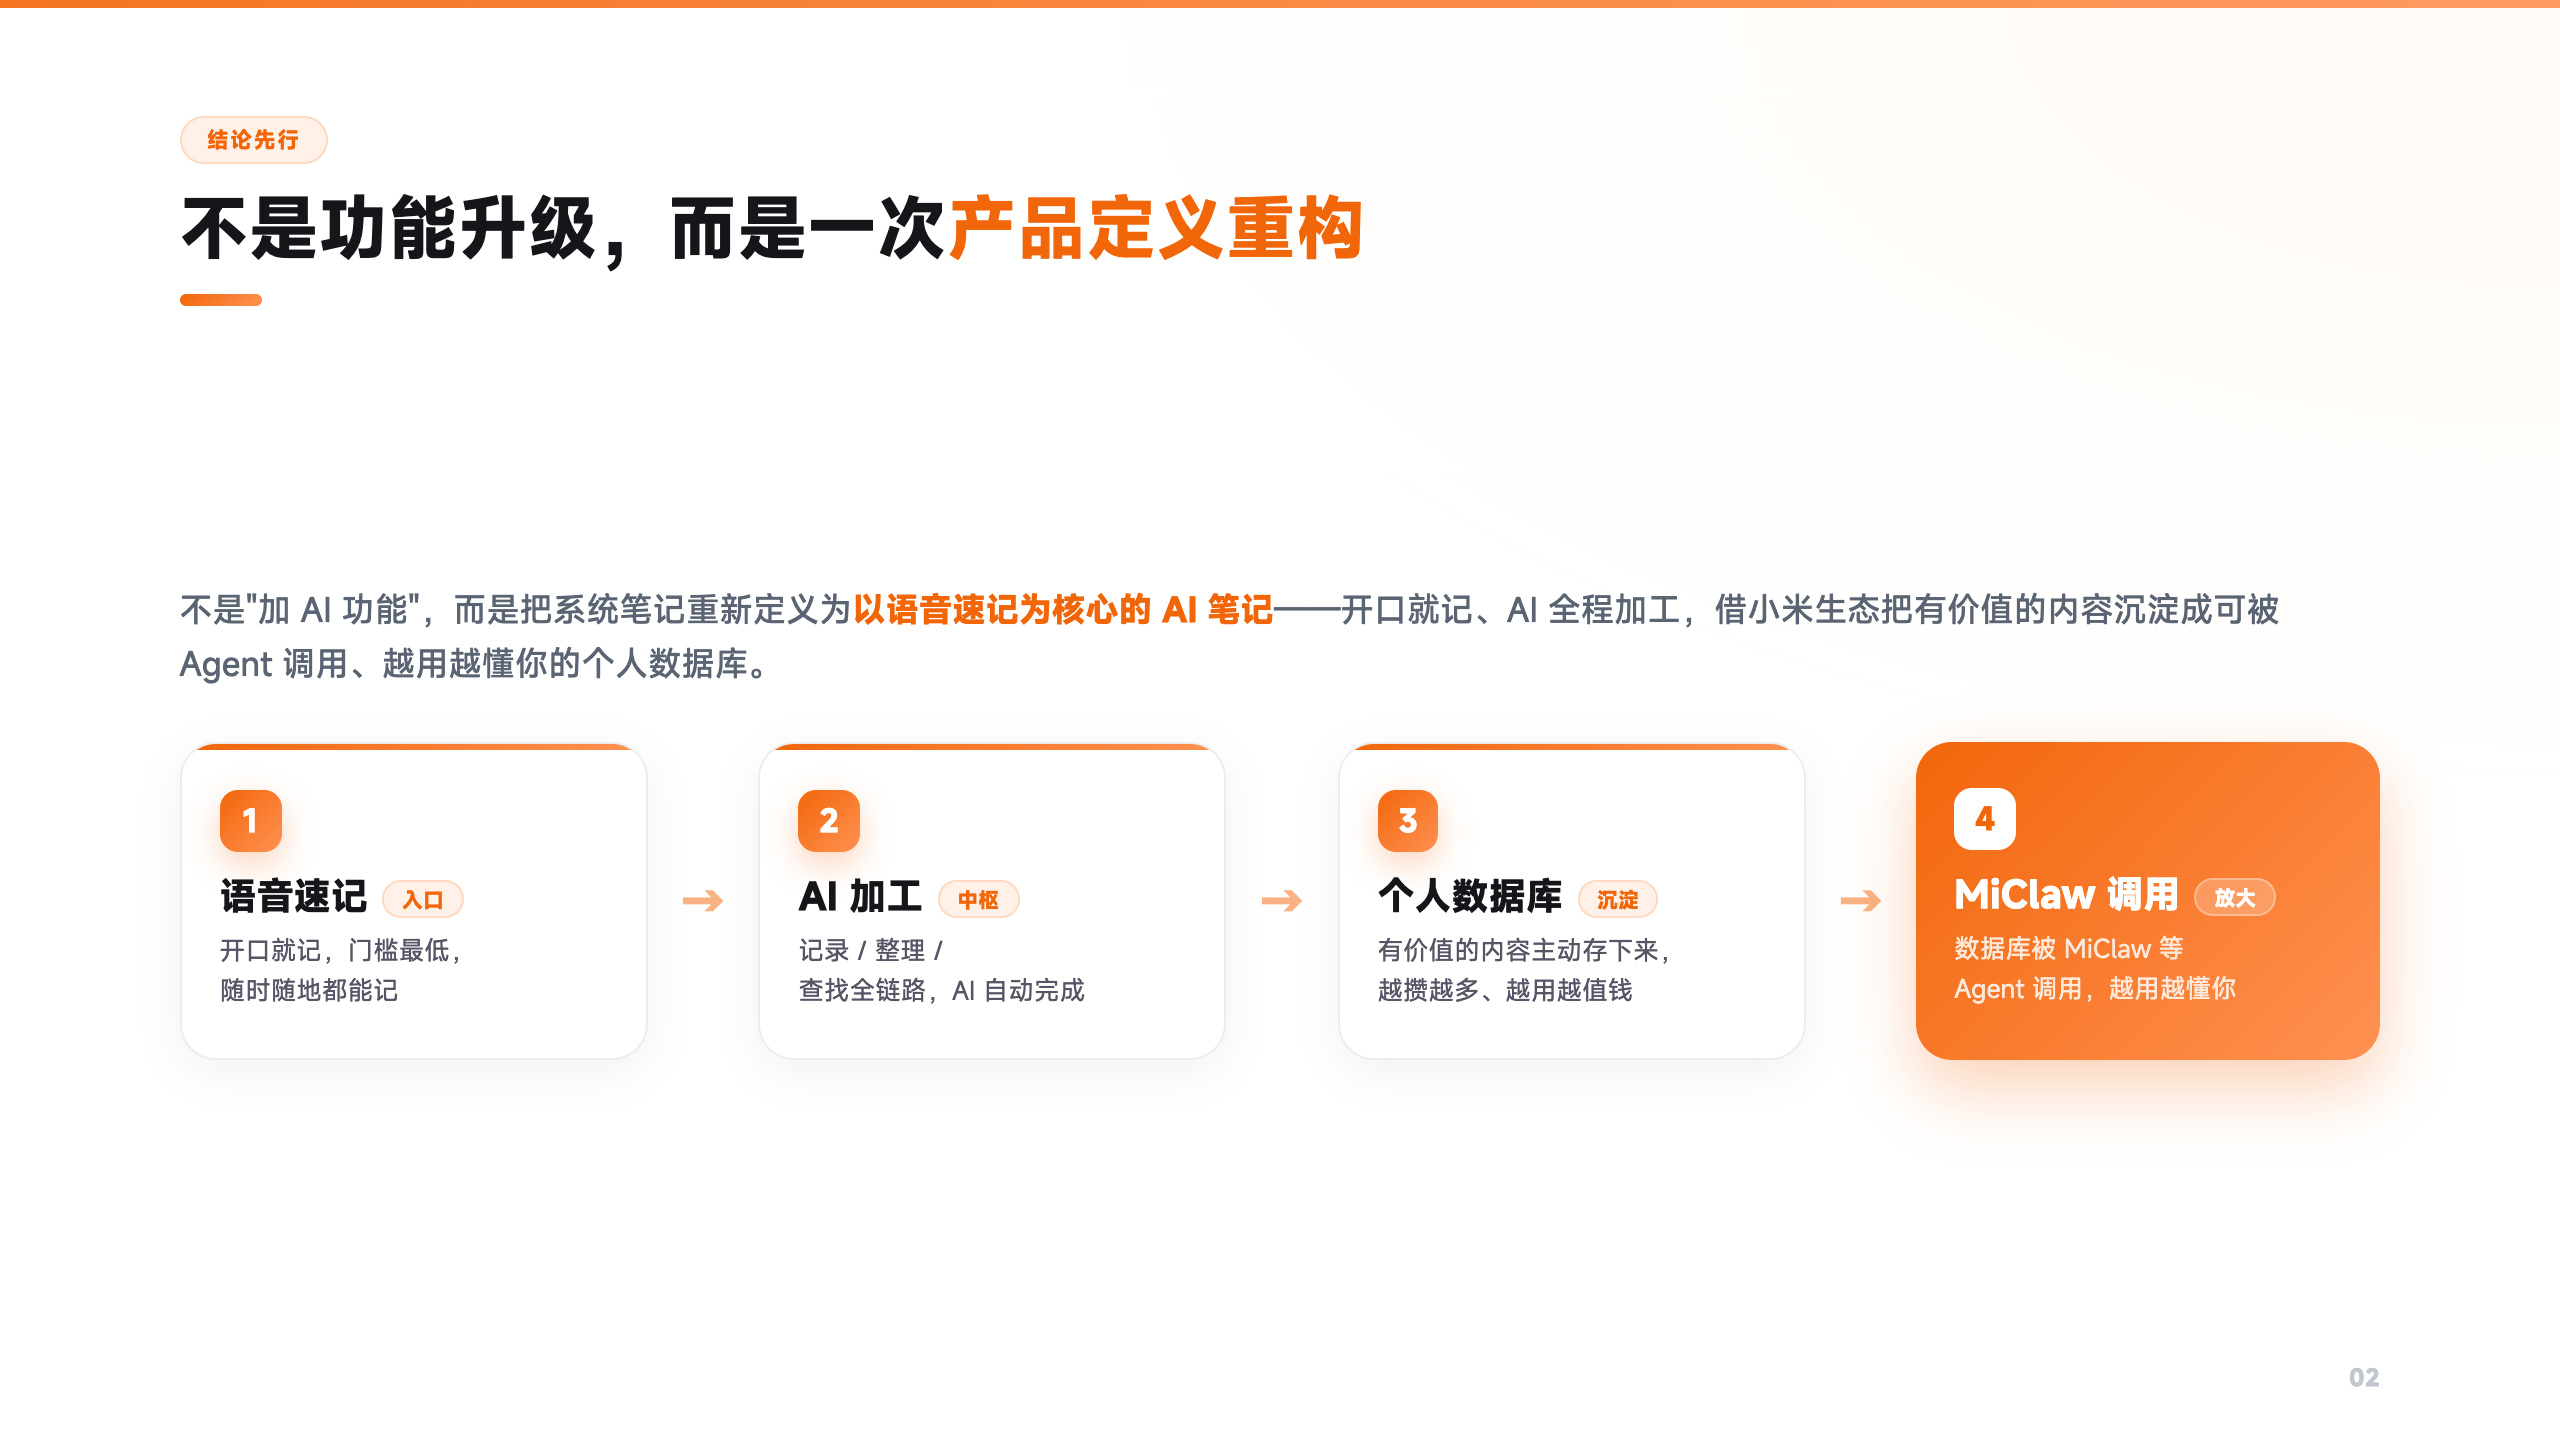 结论先行
不是功能升级，而是一次产品定义重构
不是"加 AI 功能"，而是把系统笔记重新定义为以语音速记为核心的 AI 笔记——开口就记、AI 全程加工，借小米生态把有价值的内容沉淀成可被
Agent 调用、越用越懂你的个人数据库。
1
语音速记 入口
开口就记，门槛最低，
随时随地都能记
→
2
AI 加工 中枢
记录 / 整理 /
查找全链路，AI 自动完成
→
3
个人数据库 沉淀
有价值的内容主动存下来，
越攒越多、越用越值钱
→
4
MiClaw 调用 放大
数据库被 MiClaw 等
Agent 调用，越用越懂你
02